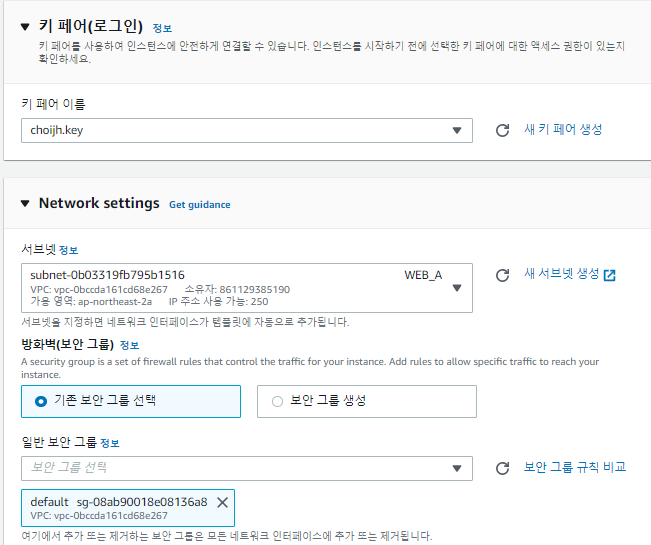 키 페어(로그인) 정보
키 페어를 사용하여 인스턴스에 안전하게 연결할 수 있습니다. 인스턴스를 시작하기 전에 선택한 키 페어에 대한 액세스 권한이 있는지
확인하세요.
키 페어 이름
choijh.key
새 키 페어 생성
Network settings Get guidance
서브넷 정보
subnet-0b03319fb795b1516 WEB_A
VPC: vpc-0bccda161cd68e267 소유자: 861129385190
가용 영역: ap-northeast-2a IP 주소 사용 가능: 250
새 서브넷 생성
서브넷을 지정하면 네트워크 인터페이스가 템플릿에 자동으로 추가됩니다.
방화벽(보안 그룹) 정보
A security group is a set of firewall rules that control the traffic for your instance. Add rules to allow specific traffic to reach your
instance.
기존 보안 그룹 선택 보안 그룹 생성
일반 보안 그룹 정보
보안 그룹 선택
보안 그룹 규칙 비교
default sg-08ab90018e08136a8
VPC: vpc-0bccda161cd68e267
여기에서 추가 또는 제거하는 보안 그룹은 모든 네트워크 인터페이스에 추가 또는 제거됩니다.